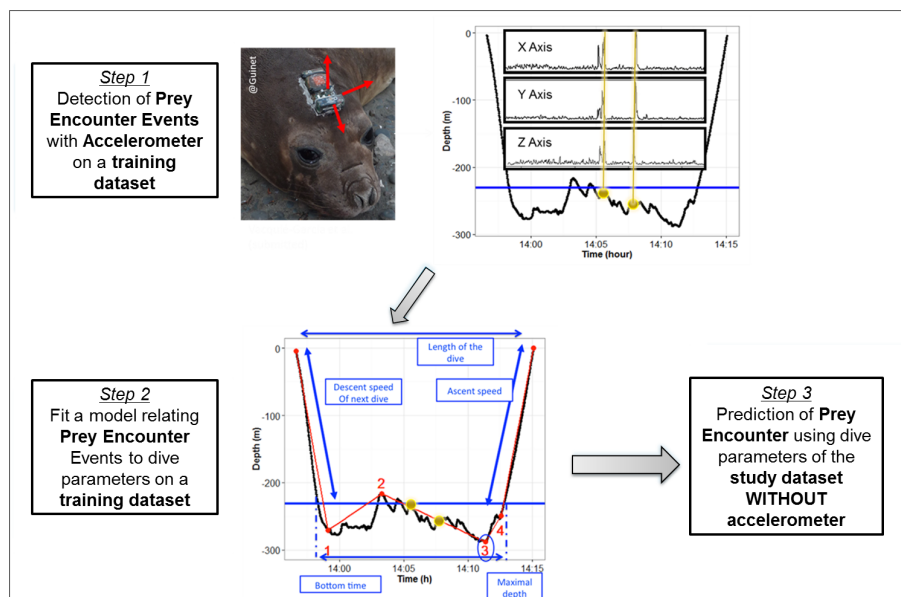 Step 1
Detection of Prey
Encounter Events
with Accelerometer
on a training
dataset
@Guinet
X Axis
Y Axis
Z Axis
Depth (m)
0
-100
-200
-300
14:00
14:05
14:10
14:15
Time (hour)
Step 2
Fit a model relating
Prey Encounter
Events to dive
parameters on a
training dataset
Length of the
dive
Descent speed
Of next dive
Ascent speed
Depth (m)
0
-100
-200
-300
1
2
3
4
14:00
14:05
14:10
14:15
Time (h)
Bottom time
Maximal
depth
Step 3
Prediction of Prey
Encounter using dive
parameters of the
study dataset
WITHOUT
accelerometer